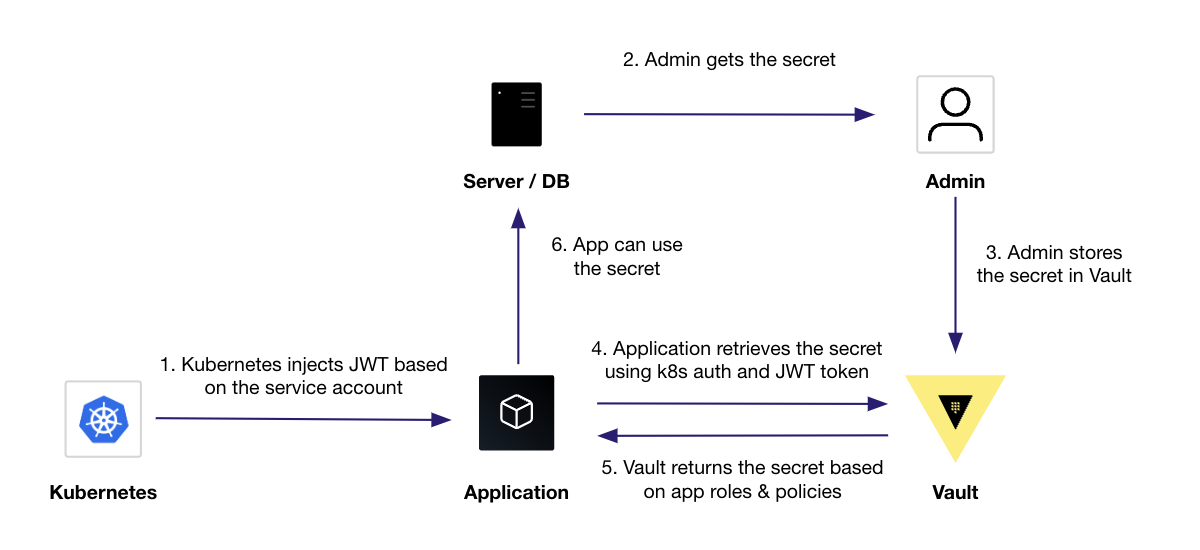 2. Admin gets the secret
Server / DB
Admin
6. App can use
the secret
3. Admin stores
the secret in Vault
1. Kubernetes injects JWT based
on the service account
4. Application retrieves the secret
using k8s auth and JWT token
5. Vault returns the secret based
on app roles & policies
Kubernetes
Application
Vault